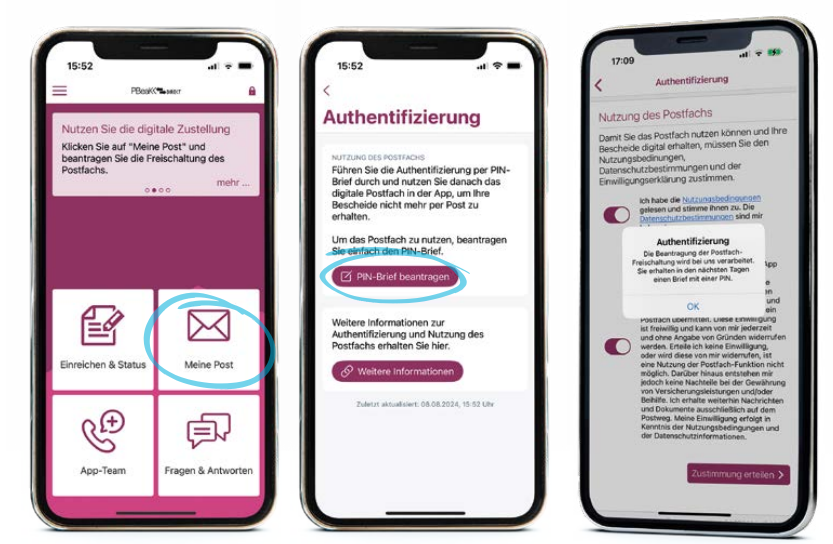 15:52
PBeaKK DIREKT
Nutzen Sie die digitale Zustellung
Klicken Sie auf "Meine
Post" und
beantragen Sie die Freischaltung des
Postfachs.
mehr ...
Einreichen & Status
Meine Post
App-Team
Fragen & Antworten
15:52
Authentifizierung
NUTZUNG DES POSTFACHS
Führen Sie die Authentifizierung per PIN-
Brief durch und nutzen Sie danach das
digitale Postfach in der App, um Ihre
Bescheide nicht mehr per Post zu
erhalten.
Um das Postfach zu nutzen, beantragen
Sie einfach den PIN-Brief.
PIN-Brief beantragen
Weitere Informationen zur
Authentifizierung und Nutzung des
Postfachs erhalten Sie hier.
Weitere Informationen
Zuletzt aktualisiert: 08.08.2024, 15:52 Uhr
17:09
Authentifizierung
Nutzung des Postfachs
Damit Sie das Postfach nutzen können und Ihre
Bescheide digital erhalten, müssen Sie den
Nutzungsbedinungen,
Datenschutzbestimmungen und der
Einwilligungserklärung zustimmen.
Ich habe die Nutzungsbedingungen
gelesen und stimme ihnen zu. Die
Datenschutzbestimmungen sind mir
Authentifizierung
Die Beantragung der Postfach-
Freischaltung wird bei uns verarbeitet.
Sie erhalten in den nächsten Tagen
einen Brief mit einer PIN.
OK
App
und
ein
Postfach übermittelt. Diese Einwilligung
ist freiwillig und kann von mir jederzeit
und ohne Angabe von Gründen widerrufen
werden. Erteile ich keine Einwilligung,
oder wird diese von mir widerrufen, ist
eine Nutzung der Postfach-Funktion nicht
möglich. Darüber hinaus entstehen mir
jedoch keine Nachteile bei der Gewährung
von Versicherungsleistungen und/oder
Beihilfe. Ich erhalte weiterhin Nachrichten
und Dokumente ausschließlich auf dem
Postweg. Meine Einwilligung erfolgt in
Kenntnis der Nutzungsbedingungen und
der Datenschutzinformationen.
Zustimmung erteilen